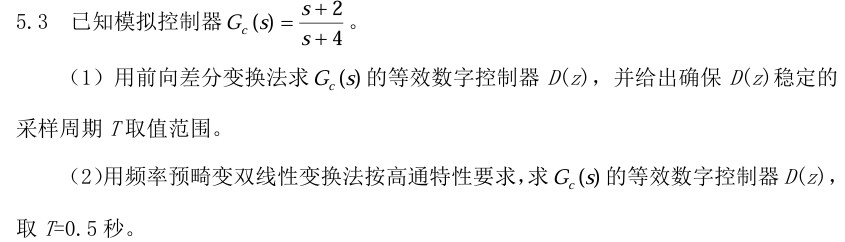 5.3 已知模拟控制器 $G_c(s)=\frac{s+2}{s+4}$。
（1）用前向差分变换法求 $G_c(s)$ 的等效数字控制器 D(z)，并给出确保 D(z)稳定的
采样周期 T 取值范围。
（2）用频率预畸变双线性变换法按高通特性要求，求 $G_c(s)$ 的等效数字控制器 D(z)，
取 T=0.5 秒。